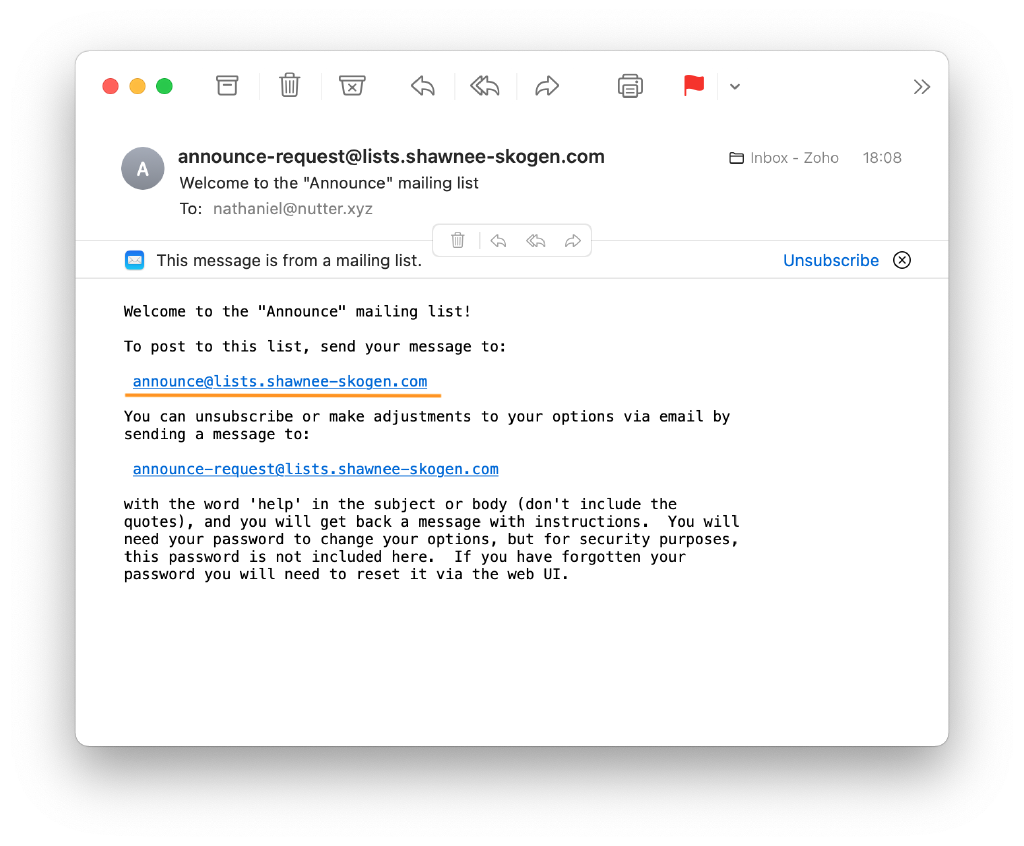 A
announce-request@lists.shawnee-skogen.com
Inbox - Zoho
18:08
Welcome to the "Announce" mailing list
To: nathaniel@nutter.xyz
This message is from a mailing list.
Unsubscribe
Welcome to the "Announce" mailing list!
To post to this list, send your message to:
announce@lists.shawnee-skogen.com
You can unsubscribe or make adjustments to your options via email by
sending a message to:
announce-request@lists.shawnee-skogen.com
with the word 'help' in the subject or body (don't include the
quotes), and you will get back a message with instructions.  You will
need your password to change your options, but for security purposes,
this password is not included here.  If you have forgotten your
password you will need to reset it via the web UI.